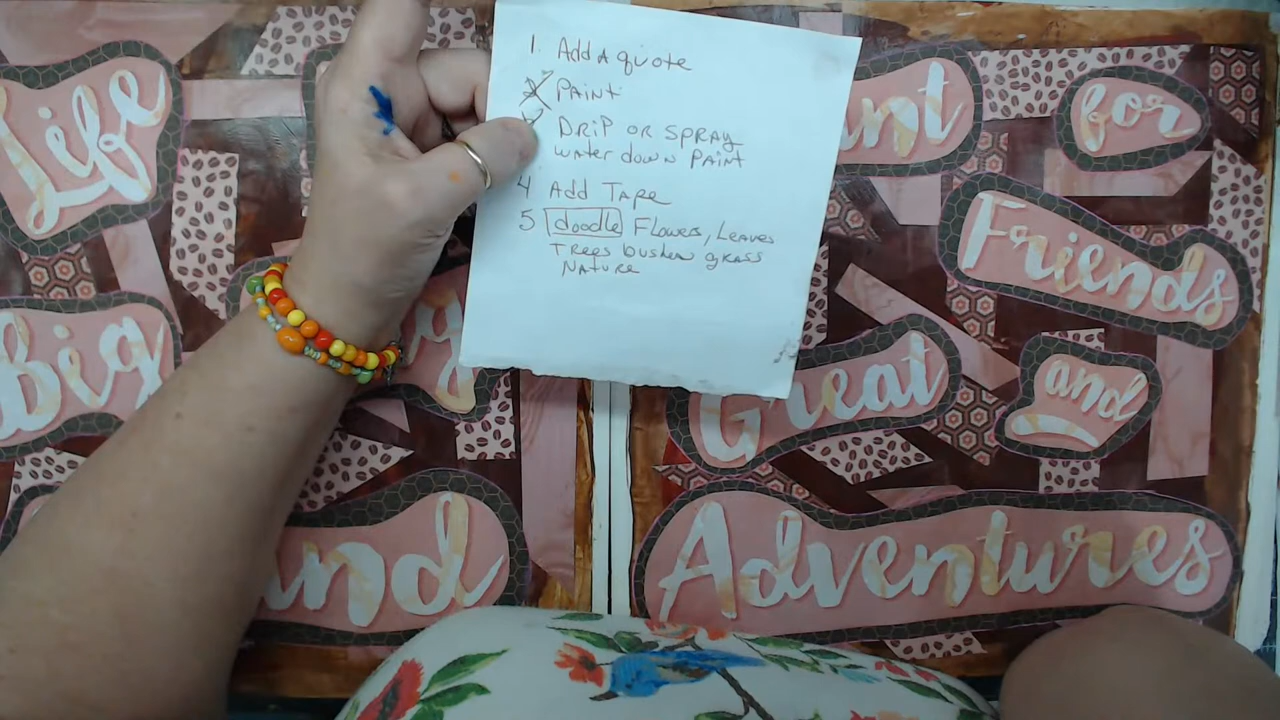 1. Add A quote
2 PAINT
DRIP OR SPRAY
water down PAINT
4 Add TAPE
5 doodle Flowers, Leaves
Trees bushes grass
Nature
Life
Big
and
for
Friends
Great
and
Adventures